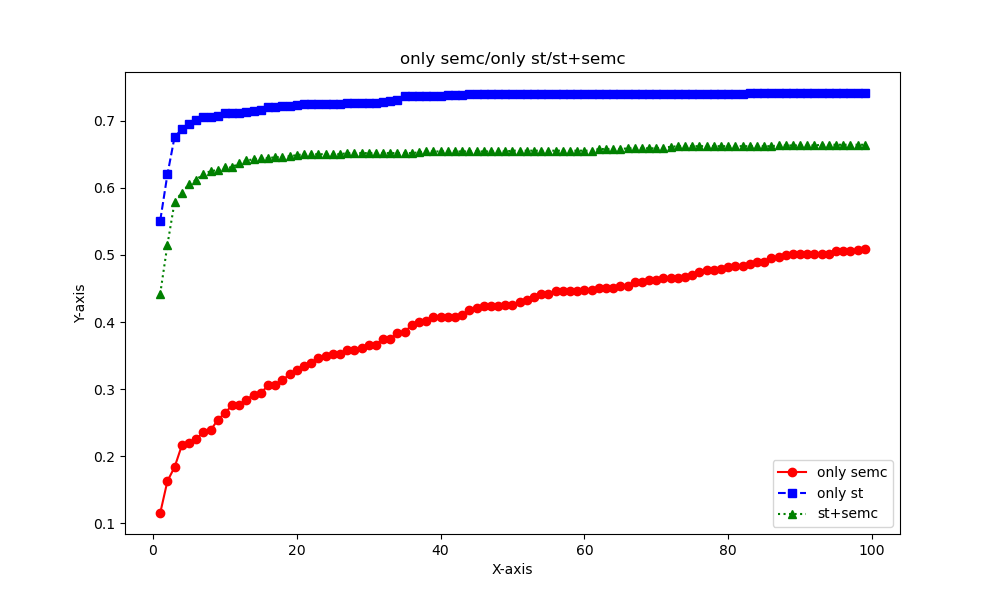 only semc/only st/st+semc
Y-axis
0.7
0.6
0.5
0.4
0.3
0.2
0.1
only semc
only st
st+semc
0 20 40 60 80 100
X-axis